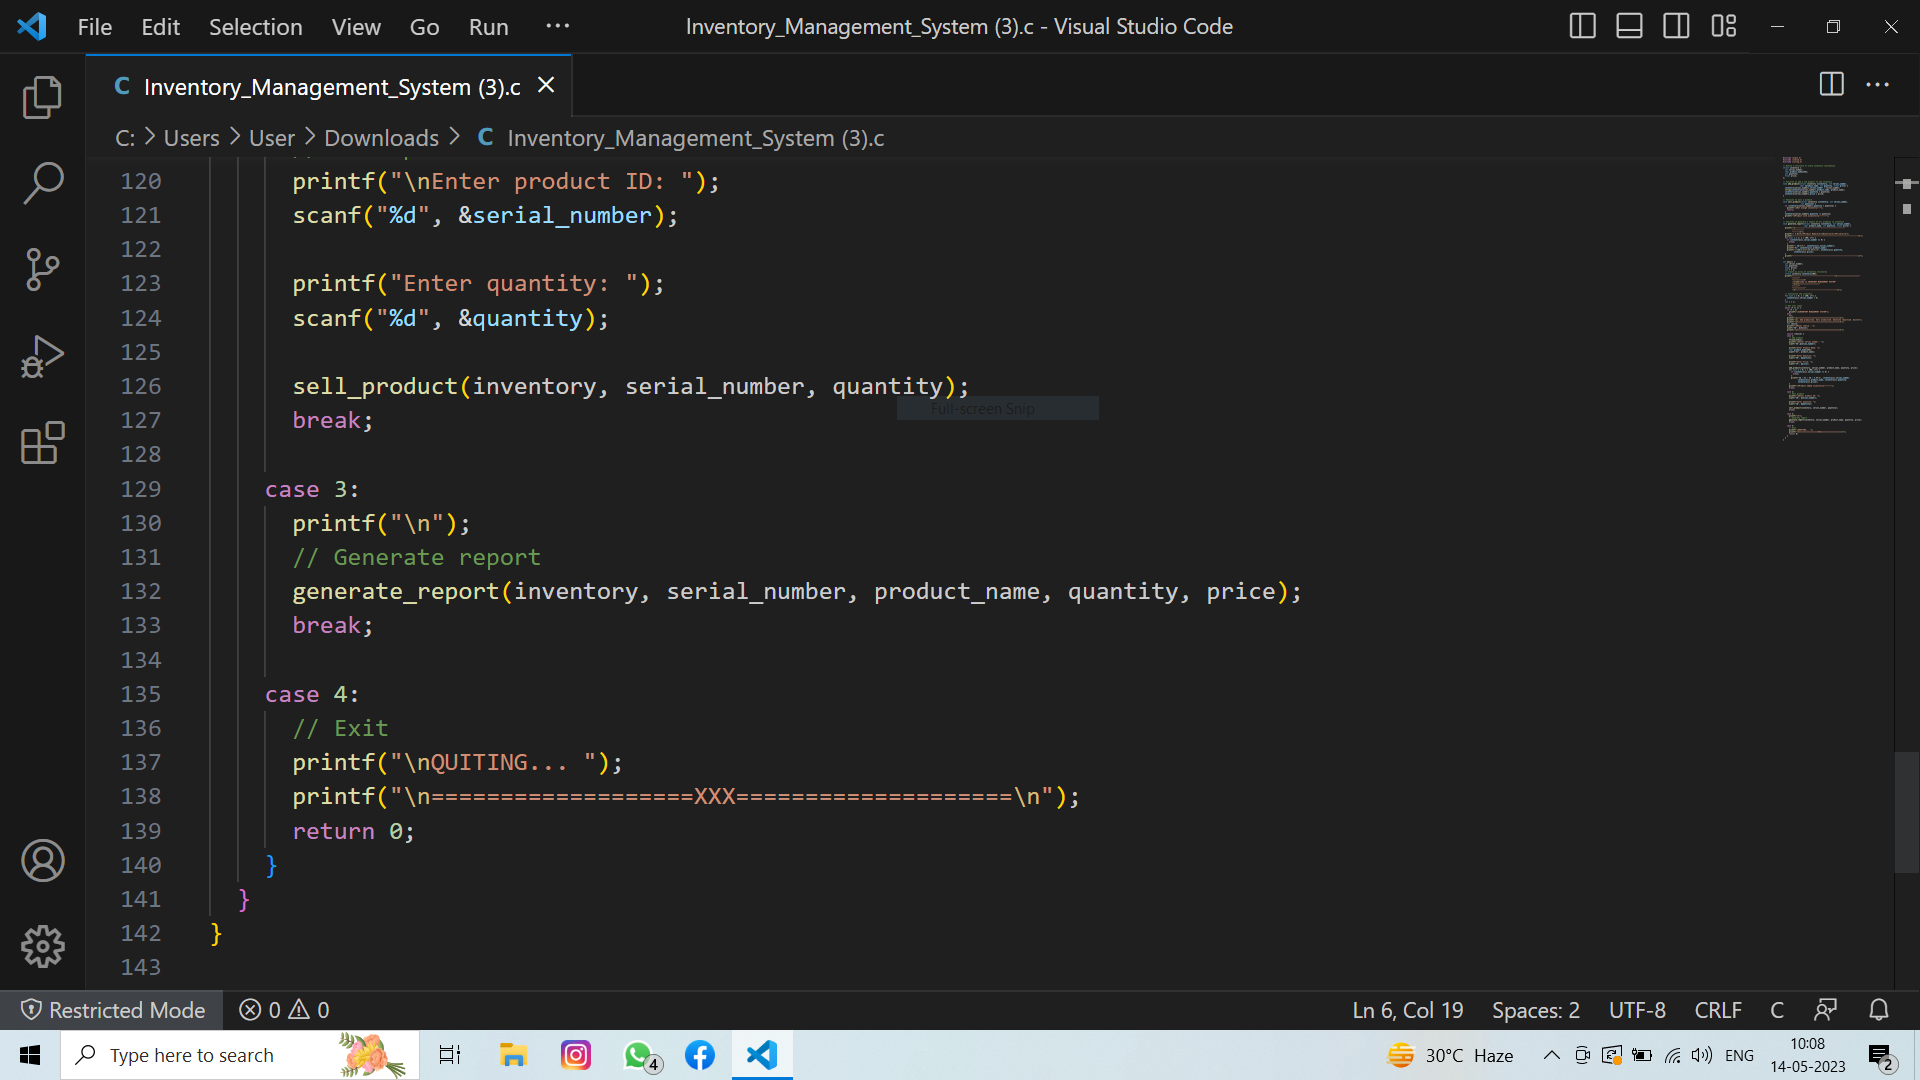 File Edit Selection View Go Run ··· Inventory_Management_System (3).c - Visual Studio Code
C Inventory_Management_System (3).c
C: > Users > User > Downloads > C Inventory_Management_System (3).c
120 printf("\nEnter product ID: ");
121 scanf("%d", &serial_number);
122
123 printf("Enter quantity: ");
124 scanf("%d", &quantity);
125
126 sell_product(inventory, serial_number, quantity);
Full-screen Snip
127 break;
128
129 case 3:
130 printf("\n");
131 // Generate report
132 generate_report(inventory, serial_number, product_name, quantity, price);
133 break;
134
135 case 4:
136 // Exit
137 printf("\nQUITING... ");
138 printf("\n===================XXX====================\n");
139 return 0;
140 }
141 }
142 }
143
Restricted Mode 0 0 Ln 6, Col 19 Spaces: 2 UTF-8 CRLF C
Type here to search 4 30°C Haze ENG 10:08 2
14-05-2023